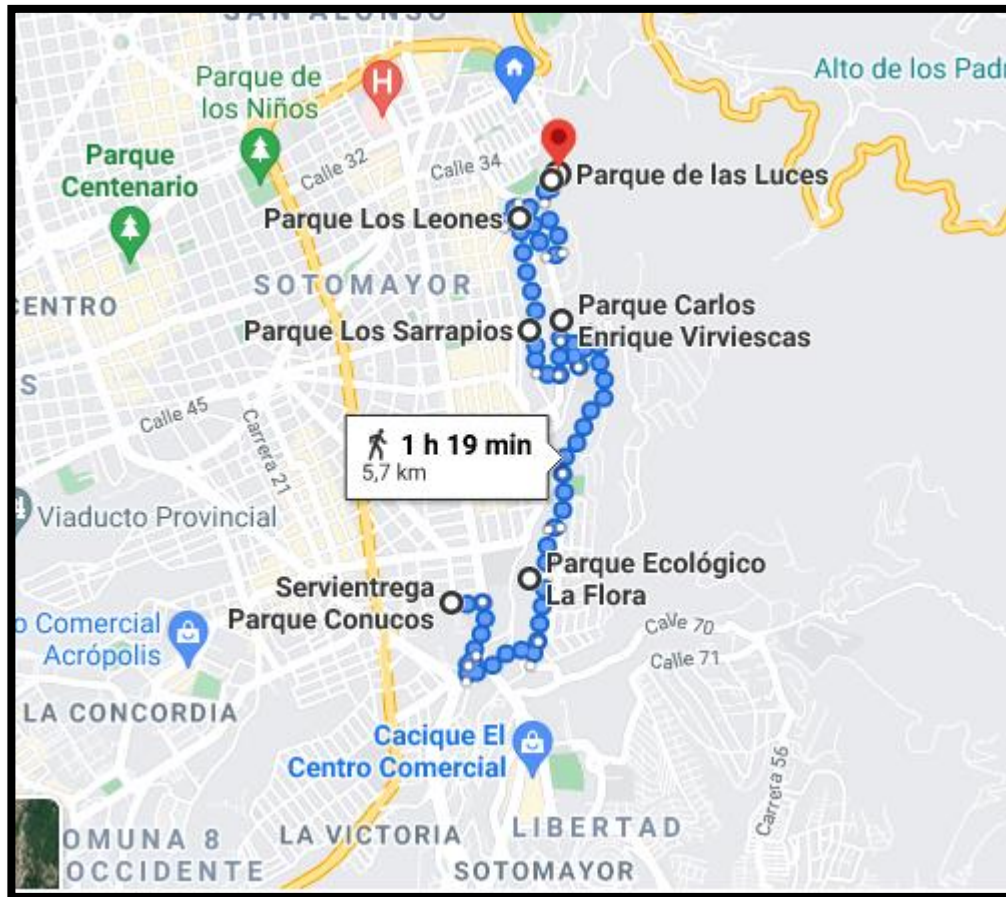 SAN ALONSO
Parque de
los Niños
H
Alto de los Padr
Parque
Centenario
Calle 32
Calle 34
Parque de las Luces
Parque Los Leones
SOTOMAYOR
CENTRO
Parque Carlos
Enrique Virviescas
Parque Los Sarrapios
S
Calle 45
Carrera 21
1 h 19 min
5,7 km
Viaducto Provincial
Parque Ecológico
La Flora
Servientrega
Parque Conucos
o Comercial
Acrópolis
CaVe 70
Calle 71
LA CONCORDIA
Cacique El
Centro Comercial
Carrera 56
OMUNA 8
OCCIDENTE
LA VICTORIA
LIBERTAD
SOTOMAYOR